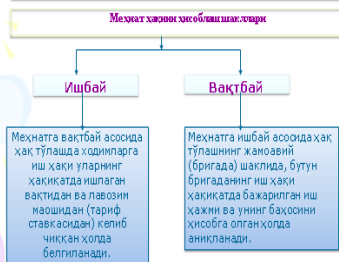 Меҳнат ҳақини ҳисоблаш шакллари
Ишбай
Вақтбай
Меҳнатга вақтбай асосида
ҳақ тўлашда ходимларга
иш ҳақи уларнинг
ҳақиқатда ишлаган
вақтидан ва лавозим
маошидан (тариф
ставкасидан) келиб
чиққан ҳолда
белгиланади.
Меҳнатга ишбай асосида ҳақ
тўлашнинг жамоавий
(бригада) шаклида, бутун
бригаданинг иш ҳақи
ҳақиқатда бажарилган иш
ҳажми ва унинг баҳосини
ҳисобга олган ҳолда
аниқланади.